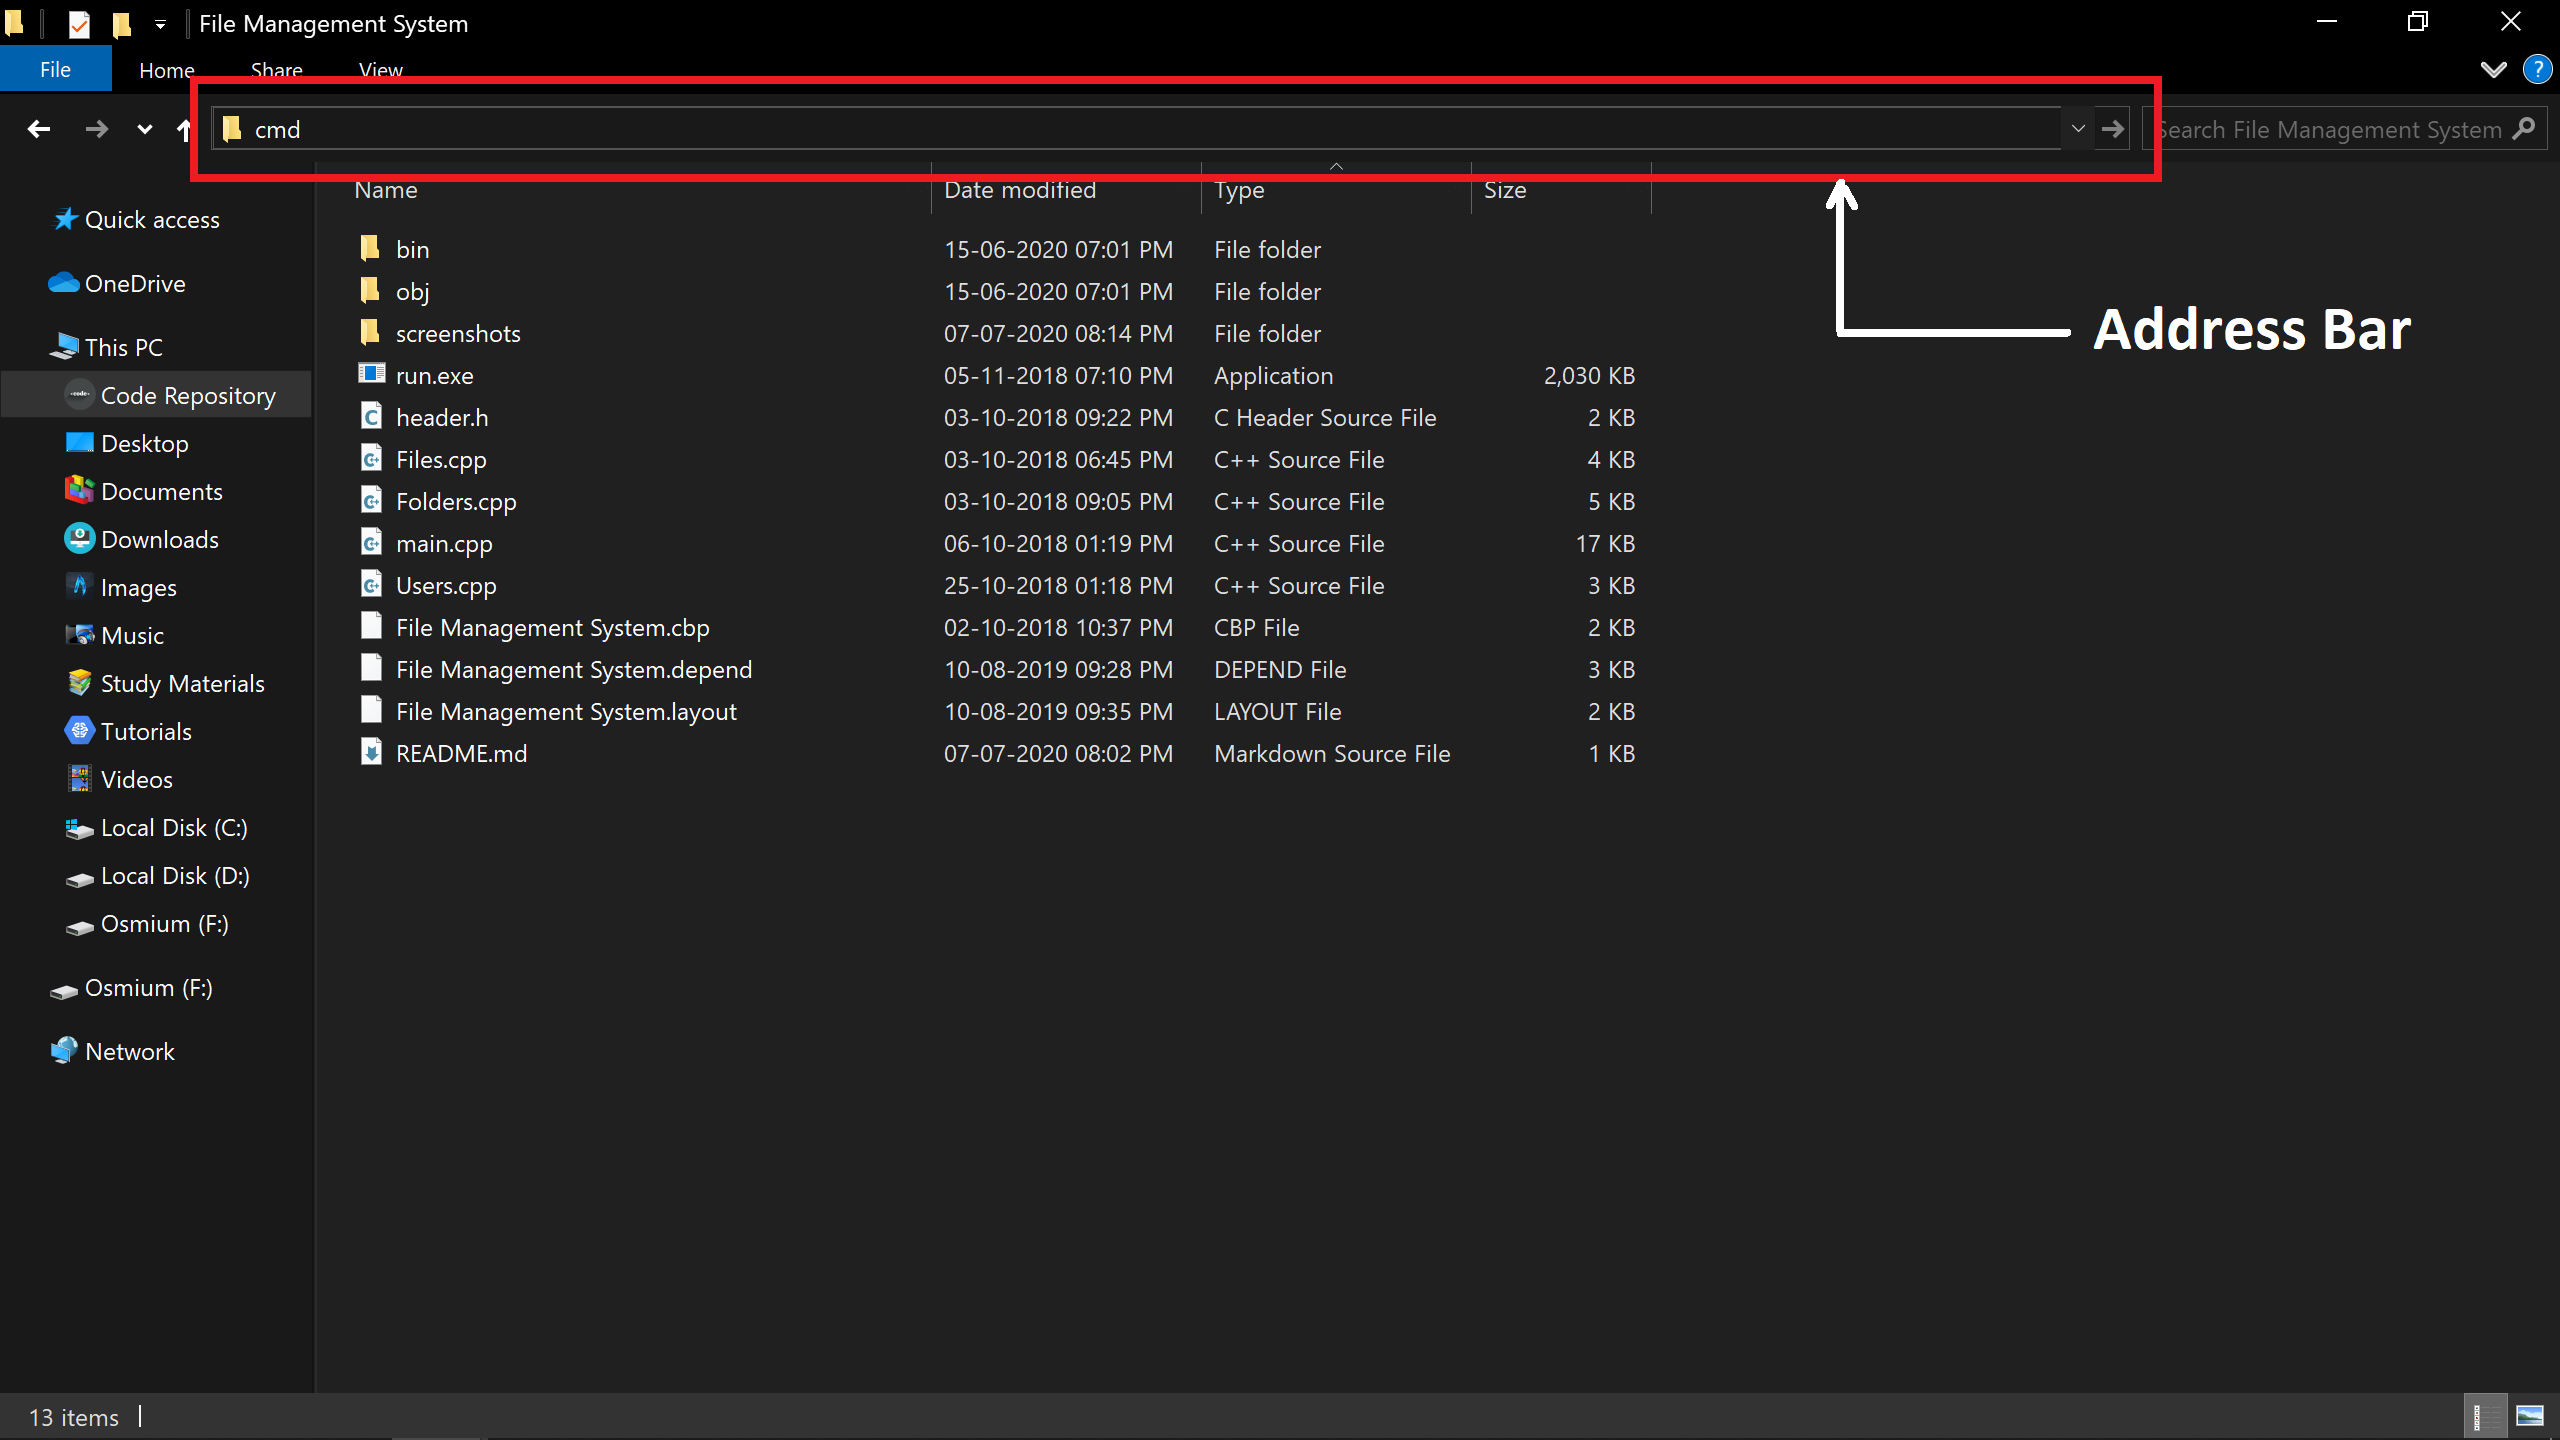 File Management System
File Home Share View
cmd
Search File Management System
Name Date modified Type Size
Address Bar
Quick access
OneDrive
This PC
Code Repository
Desktop
Documents
Downloads
Images
Music
Study Materials
Tutorials
Videos
Local Disk (C:)
Local Disk (D:)
Osmium (F:)
Osmium (F:)
Network
bin 15-06-2020 07:01 PM File folder
obj 15-06-2020 07:01 PM File folder
screenshots 07-07-2020 08:14 PM File folder
run.exe 05-11-2018 07:10 PM Application 2,030 KB
header.h 03-10-2018 09:22 PM C Header Source File 2 KB
Files.cpp 03-10-2018 06:45 PM C++ Source File 4 KB
Folders.cpp 03-10-2018 09:05 PM C++ Source File 5 KB
main.cpp 06-10-2018 01:19 PM C++ Source File 17 KB
Users.cpp 25-10-2018 01:18 PM C++ Source File 3 KB
File Management System.cbp 02-10-2018 10:37 PM CBP File 2 KB
File Management System.depend 10-08-2019 09:28 PM DEPEND File 3 KB
File Management System.layout 10-08-2019 09:35 PM LAYOUT File 2 KB
README.md 07-07-2020 08:02 PM Markdown Source File 1 KB
13 items